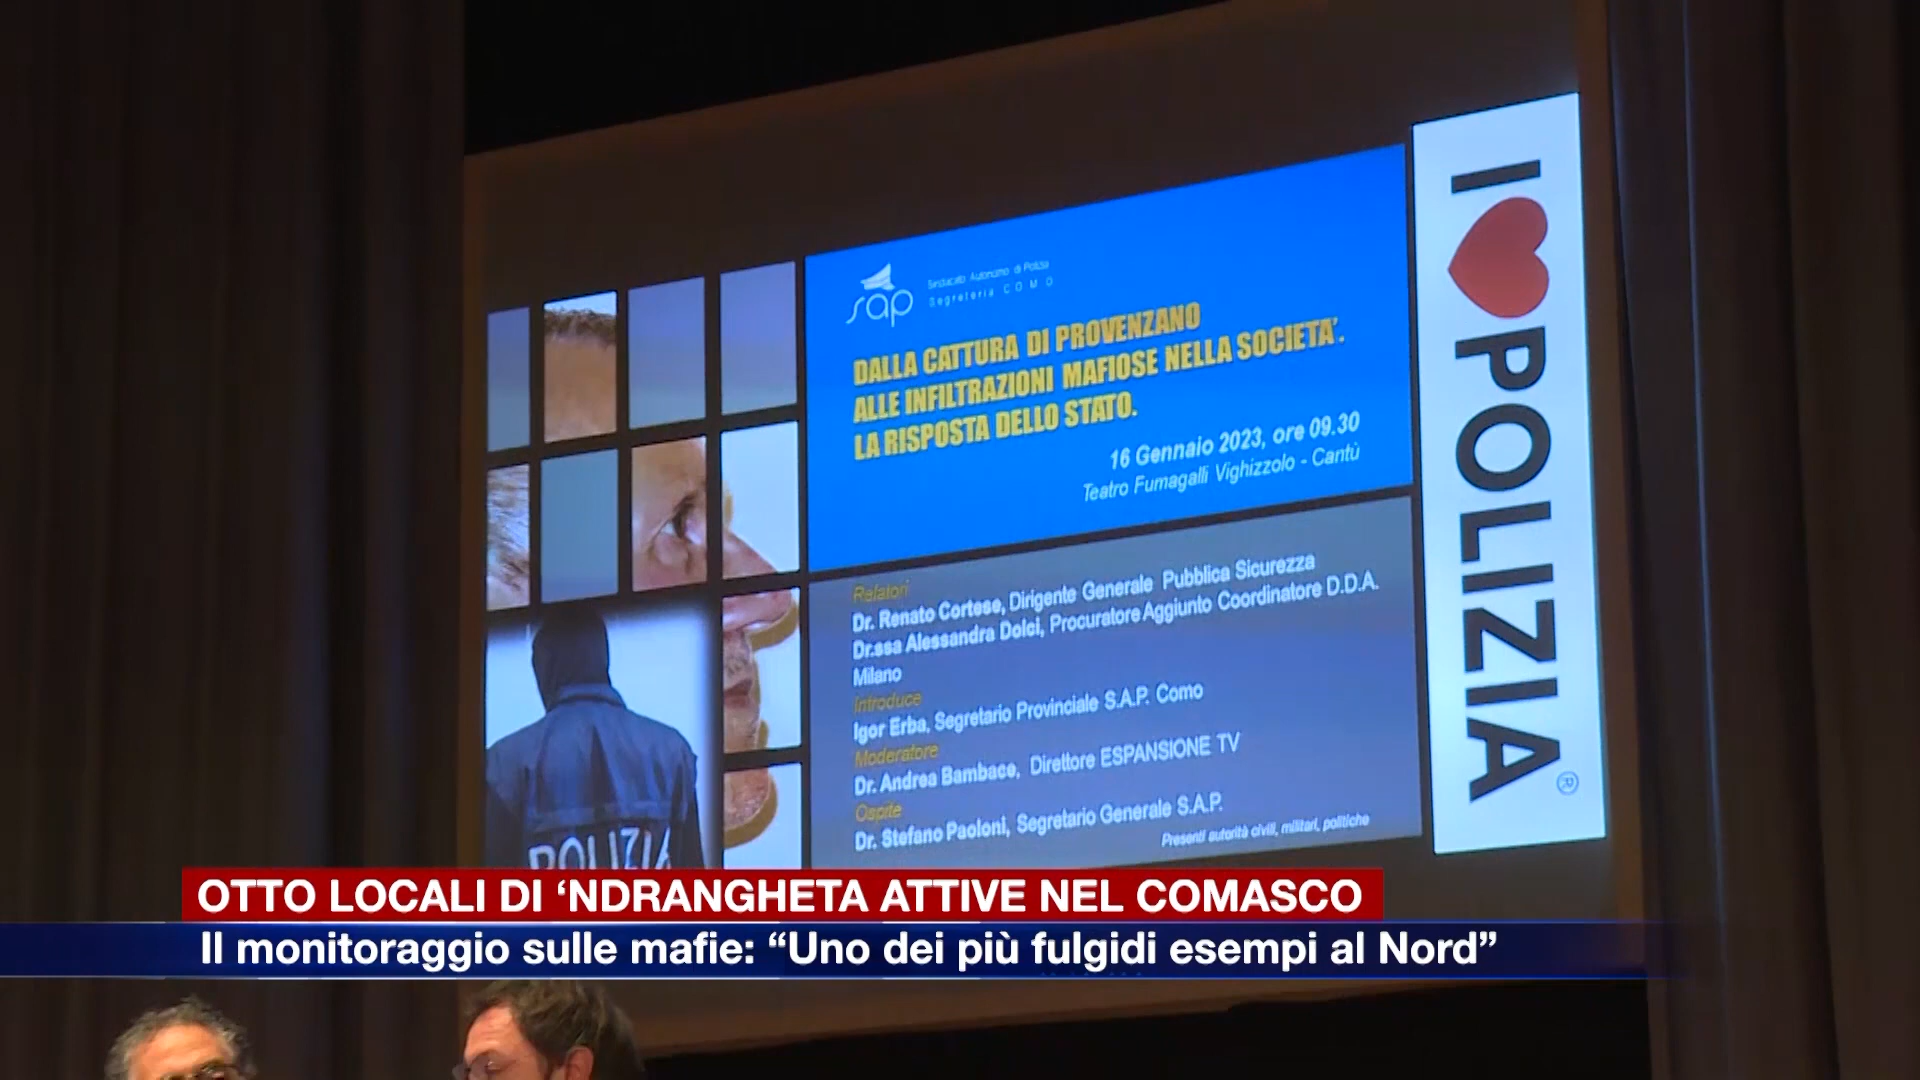 sap
Sindacato Autonomo di Polizia
Segreteria COMO
DALLA CATTURA DI PROVENZANO
ALLE INFILTRAZIONI MAFIOSE NELLA SOCIETA'.
LA RISPOSTA DELLO STATO.
16 Gennaio 2023, ore 09.30
Teatro Fumagalli Vighizzolo - Cantù
Relatori
Dr. Renato Cortese, Dirigente Generale Pubblica Sicurezza
Dr.ssa Alessandra Dolci, Procuratore Aggiunto Coordinatore D.D.A.
Milano
Introduce
Igor Erba, Segretario Provinciale S.A.P. Como
Moderatore
Dr. Andrea Bambace, Direttore ESPANSIONE TV
Ospite
Dr. Stefano Paoloni, Segretario Generale S.A.P.
Presenti autorità civili, militari, politiche
I POLIZIA ®
POLIZIA
OTTO LOCALI DI ‘NDRANGHETA ATTIVE NEL COMASCO
Il monitoraggio sulle mafie: “Uno dei più fulgidi esempi al Nord”